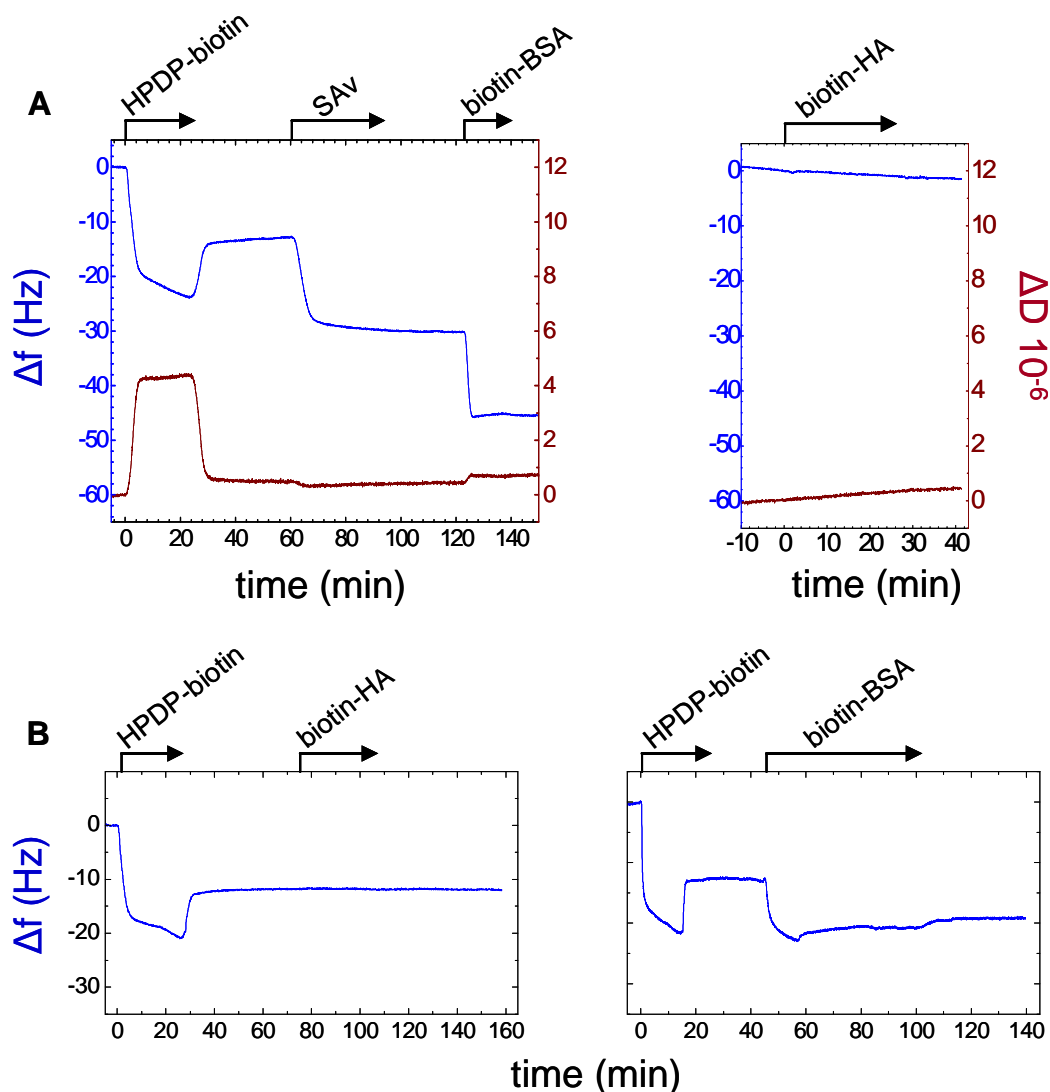 A
HPDP-biotin SAv biotin-BSA biotin-HA
0 12 0 12
-10 10 -10 10
-20 8 -20 8
-30 6 -30 6
-40 4 -40 4
-50 2 -50 2
-60 0 -60 0
Δf (Hz) ΔD 10-6
0 20 40 60 80 100 120 140 -10 0 10 20 30 40
time (min) time (min)
B
HPDP-biotin biotin-HA HPDP-biotin biotin-BSA
0
-10
-20
-30
Δf (Hz)
0 20 40 60 80 100 120 140 160 0 20 40 60 80 100 120 140
time (min)